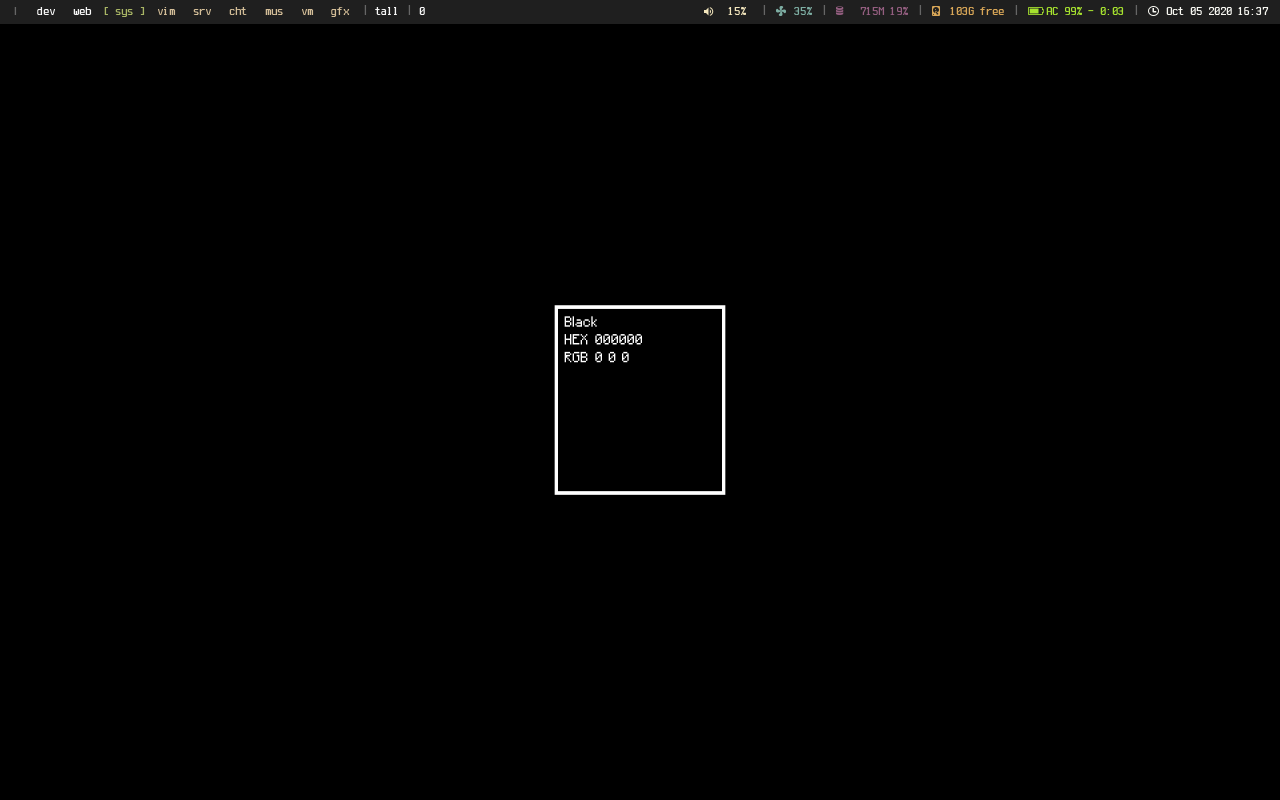 | dev web [ sys ] vim srv cht mus vm gfx | tall | 0 15% | 35% | 715M 19% | 103G free | AC 99% - 0:03 | Oct 05 2020 16:37
Black
HEX 000000
RGB 0 0 0